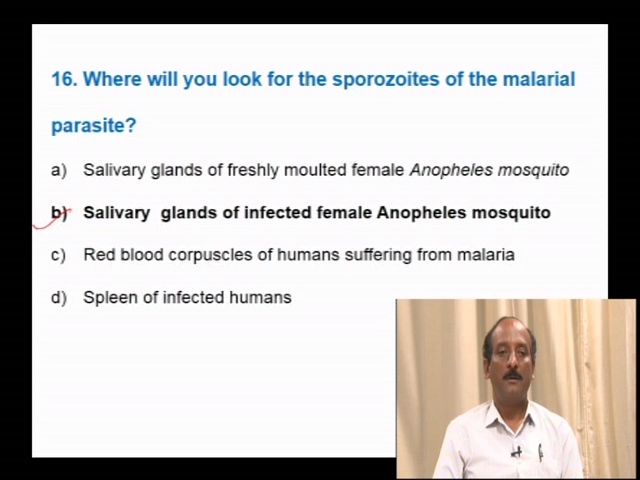 16. Where will you look for the sporozoites of the malarial
parasite?
a) Salivary glands of freshly moulted female Anopheles mosquito
b) Salivary glands of infected female Anopheles mosquito
c) Red blood corpuscles of humans suffering from malaria
d) Spleen of infected humans